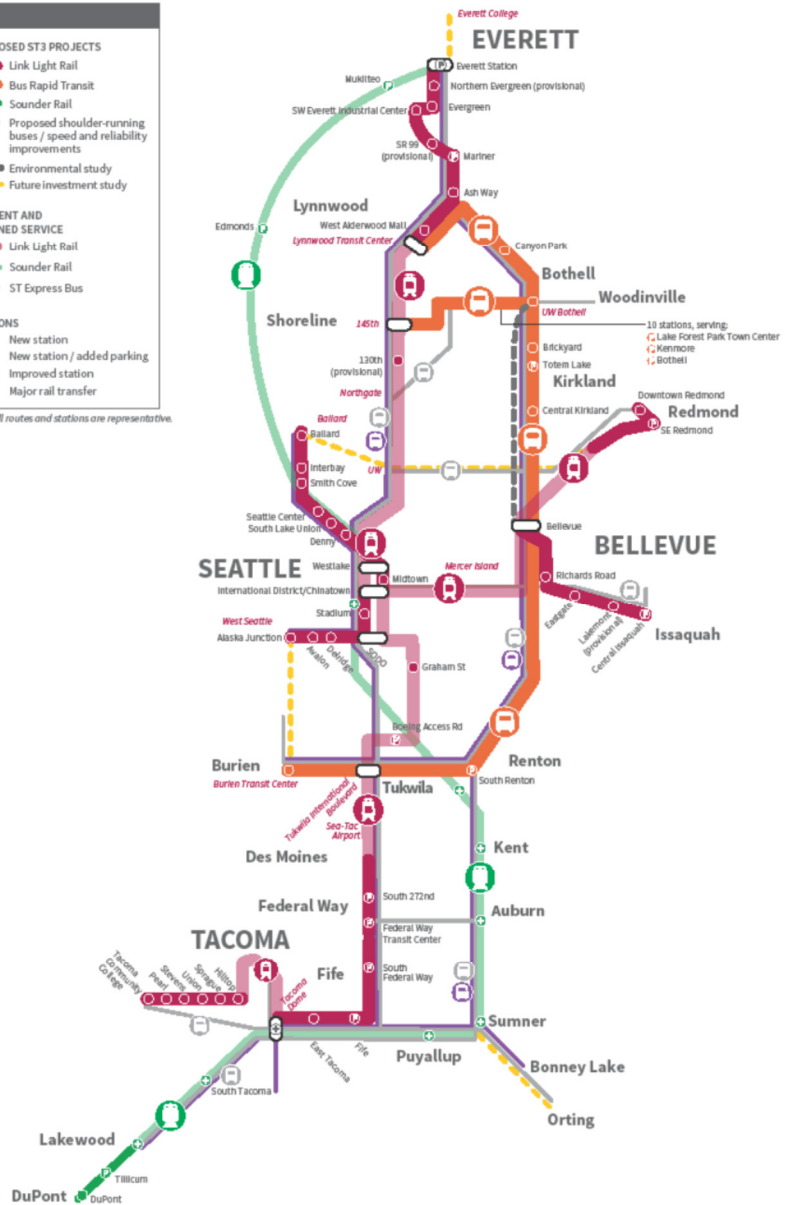 Everett College
EVERETT
OSED ST3 PROJECTS
Link Light Rail
Bus Rapid Transit
Sounder Rail
Proposed shoulder-running
buses / speed and reliability
improvements
Environmental study
Future investment study
ENT AND
NED SERVICE
Link Light Rail
Sounder Rail
ST Express Bus
ONS
New station
New station / added parking
Improved station
Major rail transfer
ll routes and stations are representative.
Everett Station
Mukilteo
Northern Evergreen (provisional)
SW Everett Industrial Center
Evergreen
SR 99
(provisional)
Mariner
Ash Way
Lynnwood
West Alderwood Mall
Lynnwood Transit Center
Edmonds
Canyon Park
Bothell
Woodinville
UW Bothell
Shoreline
145th
10 stations, serving:
Lake Forest Park Town Center
Kenmore
Bothell
130th
(provisional)
Brickyard
Totem Lake
Kirkland
Northgate
Downtown Redmond
Redmond
SE Redmond
Central Kirkland
Ballard
Ballard
UW
Interbay
Smith Cove
Seattle Center
South Lake Union
Denny
Bellevue
BELLEVUE
SEATTLE
Westlake
Midtown
Mercer Island
International District/Chinatown
Stadium
Richards Road
Eastgate
Lakemont
(provisional)
Central Issaquah
Issaquah
West Seattle
Alaska Junction
Avalon
Delridge
SODO
Graham St
Boeing Access Rd
Burien
Burien Transit Center
Renton
South Renton
Tukwila
Tukwila International
Boulevard
Sea-Tac
Airport
Des Moines
Kent
South 272nd
Federal Way
Auburn
Federal Way
Transit Center
TACOMA
Fife
South
Federal Way
Tacoma
Community
College
Pearl
Stevens
Union
Sprague
Hilltop
Tacoma
Dome
East Tacoma
Fife
Sumner
Puyallup
Bonney Lake
Orting
South Tacoma
Lakewood
Tillicum
DuPont
DuPont